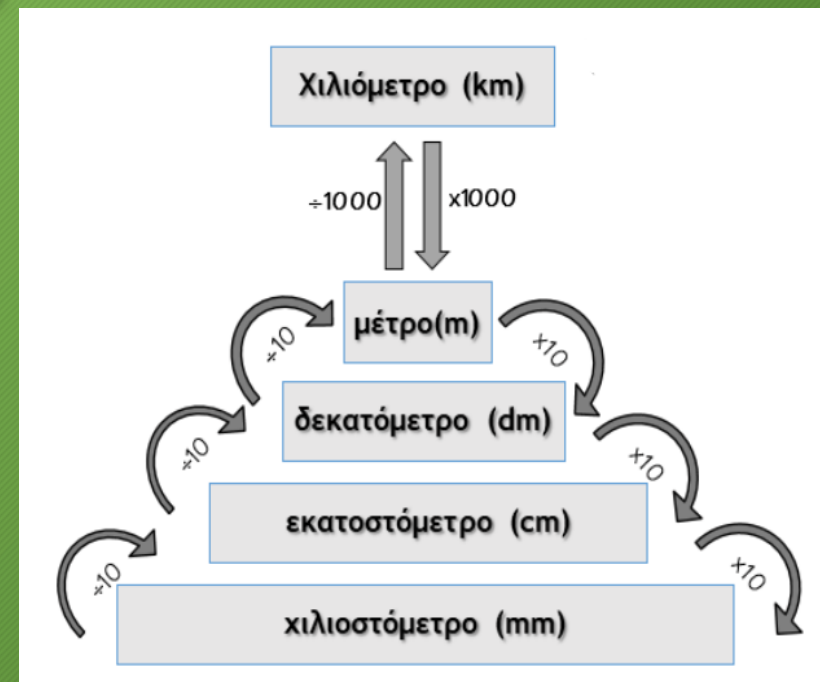 Χιλιόμετρο (km)
÷1000
x1000
μέτρο(m)
÷10
x10
δεκατόμετρο (dm)
÷10
x10
εκατοστόμετρο (cm)
÷10
x10
χιλιοστόμετρο (mm)